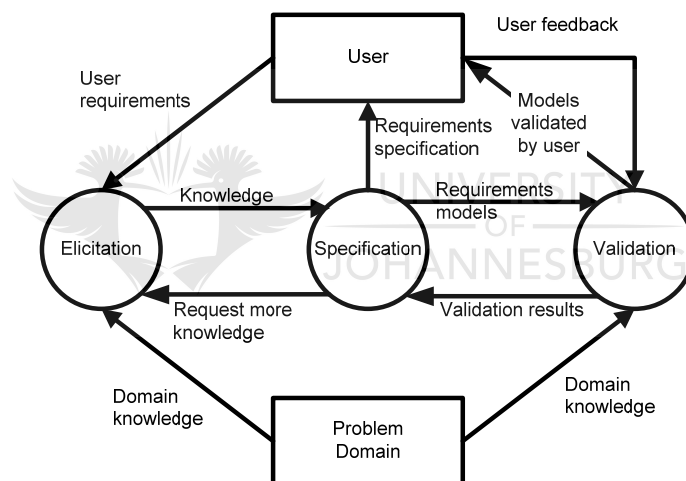 User feedback
User
User
requirements
Models
validated
by user
Requirements
specification
Knowledge
Requirements
models
UNIVERSITY
OF
JOHANNESBURG
Elicitation
Specification
Validation
Request more
knowledge
Validation results
Domain
knowledge
Domain
knowledge
Problem
Domain